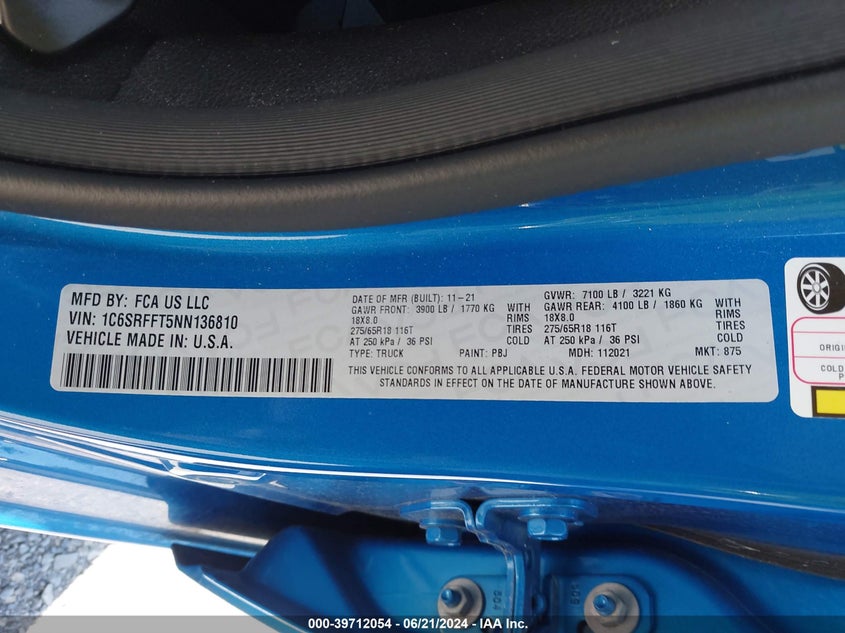 MFD BY: FCA US LLC
VIN: 1C6SRFFT5NN136810
VEHICLE MADE IN: U.S.A.
DATE OF MFR (BUILT): 11-21
GAWR FRONT: 3900 LB / 1770 KG WITH
18X8.0 RIMS
275/65R18 116T TIRES
AT 250 kPa / 36 PSI COLD
TYPE: TRUCK PAINT: PBJ
GVWR: 7100 LB / 3221 KG
GAWR REAR: 4100 LB / 1860 KG WITH
18X8.0 RIMS
275/65R18 116T TIRES
AT 250 kPa / 36 PSI COLD
MDH: 112021 MKT: 875
THIS VEHICLE CONFORMS TO ALL APPLICABLE U.S.A. FEDERAL MOTOR VEHICLE SAFETY
STANDARDS IN EFFECT ON THE DATE OF MANUFACTURE SHOWN ABOVE.
COLD
000-39712054 / 06/21/2024 / IAA, Inc.